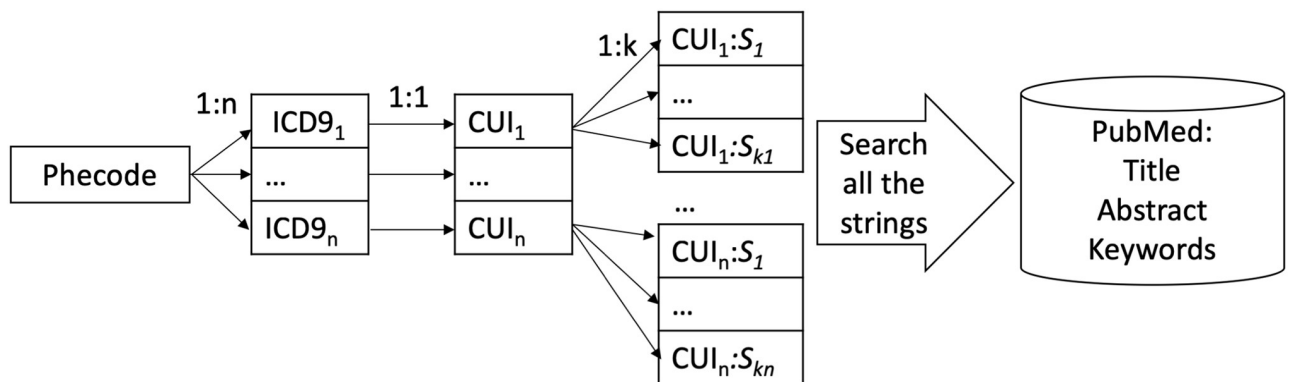 Phecode
1:n
ICD9₁
...
ICD9ₙ
1:1
CUI₁
...
CUIₙ
1:k
CUI₁:S₁
...
CUI₁:Sₖ₁
...
CUIₙ:S₁
...
CUIₙ:Sₖₙ
Search
all the
strings
PubMed:
Title
Abstract
Keywords